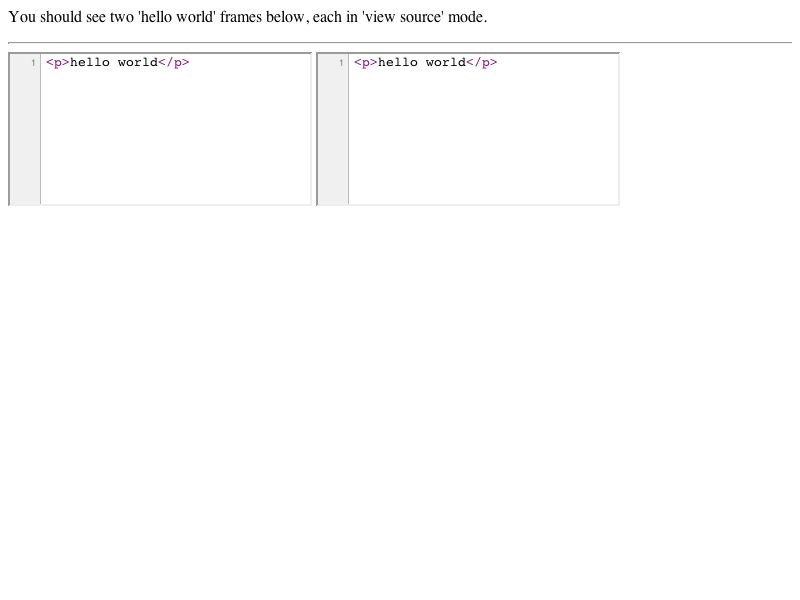 You should see two 'hello world' frames below, each in 'view source' mode.
1 <p>hello world</p>
1 <p>hello world</p>